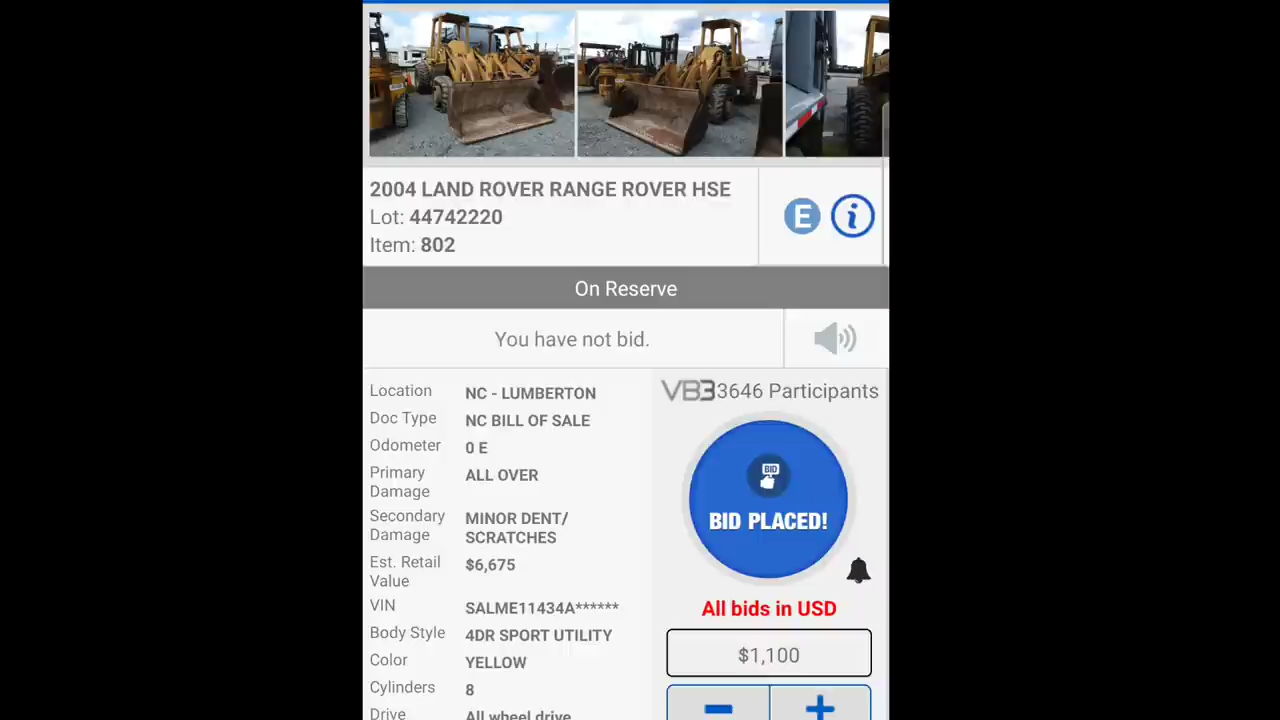 2004 LAND ROVER RANGE ROVER HSE
Lot: 44742220
Item: 802
E i
On Reserve
You have not bid.
Location NC - LUMBERTON
Doc Type NC BILL OF SALE
Odometer 0 E
Primary Damage ALL OVER
Secondary Damage MINOR DENT/ SCRATCHES
Est. Retail Value $6,675
VIN SALME11434A******
Body Style 4DR SPORT UTILITY
Color YELLOW
Cylinders 8
Drive All wheel drive
VB3 3646 Participants
BID
BID PLACED!
All bids in USD
$1,100
− +